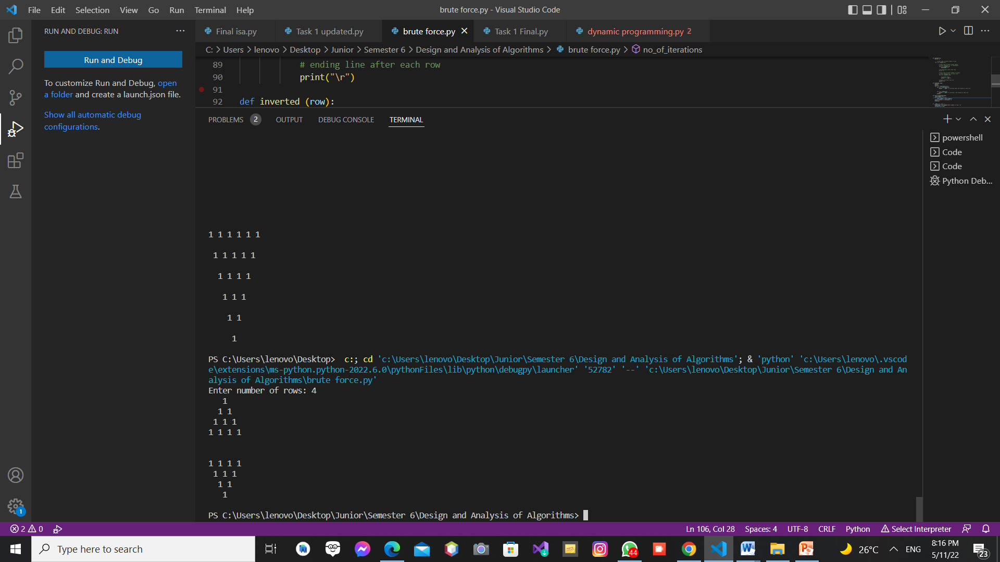 File Edit Selection View Go Run Terminal Help brute force.py - Visual Studio Code
RUN AND DEBUG: RUN
Final isa.py Task 1 updated.py brute force.py Task 1 Final.py dynamic programming.py 2
C: > Users > lenovo > Desktop > Junior > Semester 6 > Design and Analysis of Algorithms > brute force.py > no_of_iterations
Run and Debug
To customize Run and Debug, open
a folder and create a launch.json file.
Show all automatic debug
configurations.
89 # ending line after each row
90 print("\r")
91
92 def inverted (row):
PROBLEMS 2 OUTPUT DEBUG CONSOLE TERMINAL
powershell
Code
Code
Python Deb...
1 1 1 1 1 1
1 1 1 1 1
1 1 1 1
1 1 1
1 1
1
PS C:\Users\lenovo\Desktop>  c:; cd 'c:\Users\lenovo\Desktop\Junior\Semester 6\Design and Analysis of Algorithms'; & 'python' 'c:\Users\lenovo\.vscod
e\extensions\ms-python.python-2022.6.0\pythonFiles\lib\python\debugpy\launcher' '52782' '--' 'c:\Users\lenovo\Desktop\Junior\Semester 6\Design and An
alysis of Algorithms\brute force.py'
Enter number of rows: 4
1
1 1
1 1 1
1 1 1 1
1 1 1 1
1 1 1
1 1
1
PS C:\Users\lenovo\Desktop\Junior\Semester 6\Design and Analysis of Algorithms>
1
2 0 Ln 106, Col 28 Spaces: 4 UTF-8 CRLF Python Select Interpreter
Type here to search 44 26°C ENG 8:16 PM
5/11/22 23